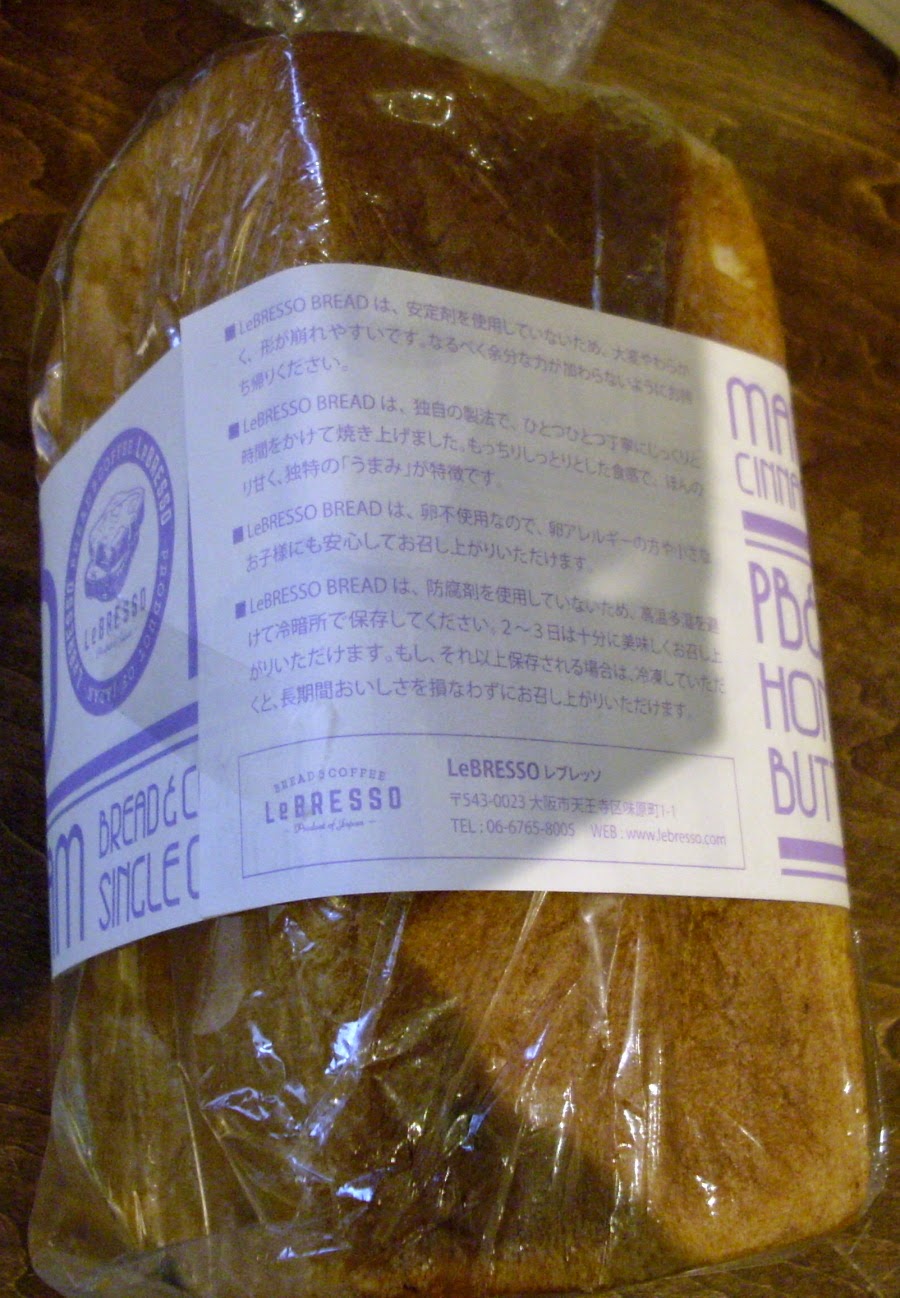 ■ LeBRESSO BREAD は、安定剤を使用していないため、大変やわらか
く、形が崩れやすいです。なるべく余分な力が加わらないようにお持
ち帰りください。
■ LeBRESSO BREAD は、独自の製法で、ひとつひとつ丁寧にじっくりと
時間をかけて焼き上げました。もっちりしっとりとした食感で、ほんの
り甘く、独特の「うまみ」が特徴です。
■ LeBRESSO BREAD は、卵不使用なので、卵アレルギーの方や小さな
お子様にも安心してお召し上がりいただけます。
■ LeBRESSO BREAD は、防腐剤を使用していないため、高温多湿を避
けて冷暗所で保存してください。2〜3日は十分に美味しくお召し上
がりいただけます。もし、それ以上保存される場合は、冷凍していただ
くと、長期間おいしさを損なわずにお召し上がりいただけます。
BREAD & COFFEE
LeBRESSO
Product of Japan
LeBRESSO レブレッソ
〒543-0023 大阪市天王寺区味原町1-1
TEL : 06-6765-8005 WEB : www.lebresso.com
BREAD & COFFEE LeBRESSO PRODUCE OF JAPAN LeBRESSO
LeBRESSO
Product of Japan
AM
BREAD & C
SINGLE O
MA
CINNA
PB&
HON
BUTT